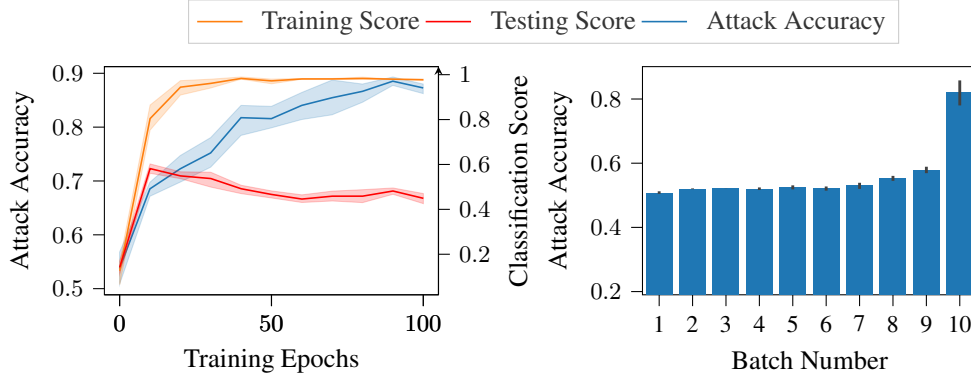 Training Score Testing Score Attack Accuracy
Attack Accuracy
0.9
0.8
0.7
0.6
0.5
1
0.8
0.6
0.4
0.2
Classification Score
0 50 100
Training Epochs
Attack Accuracy
0.8
0.6
0.4
0.2
1 2 3 4 5 6 7 8 9 10
Batch Number